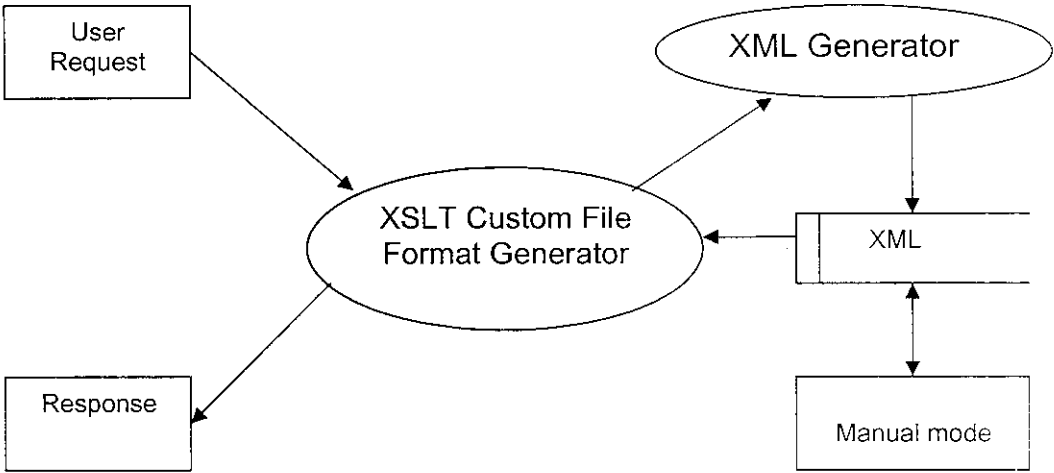 User
Request
XML Generator
XSLT Custom File
Format Generator
XML
Response
Manual mode